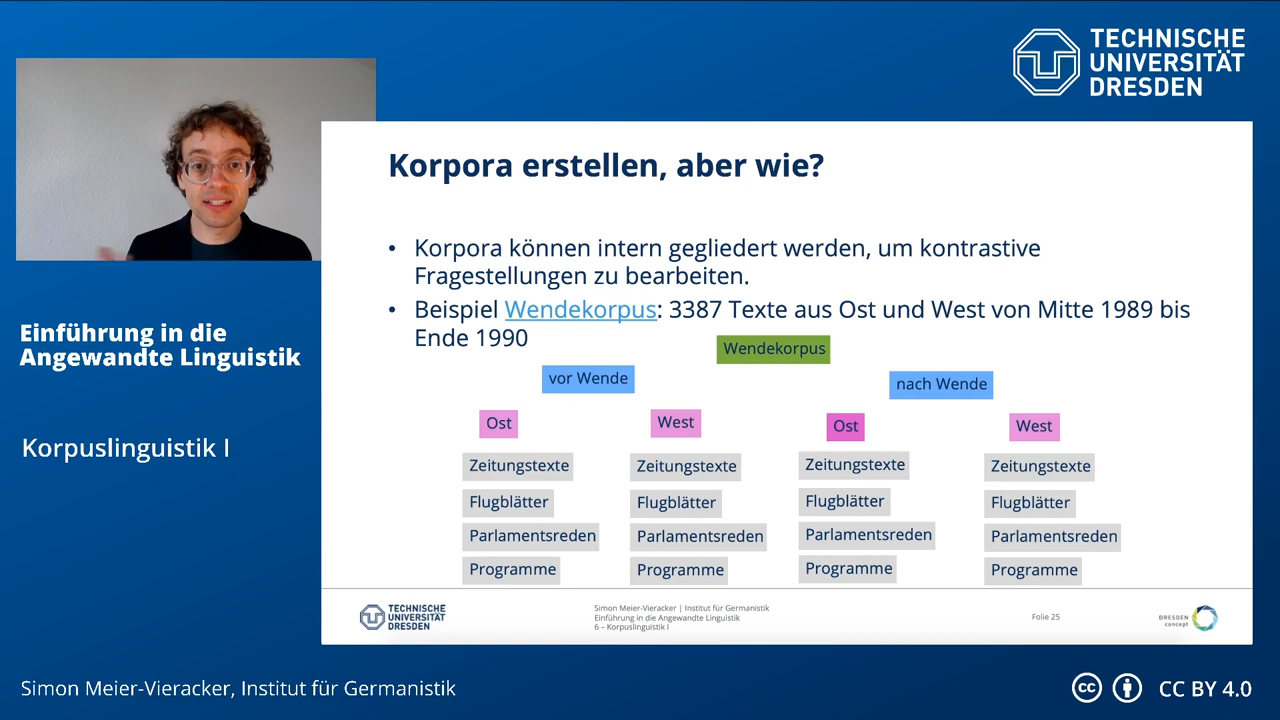 TECHNISCHE
UNIVERSITÄT
DRESDEN
Korpora erstellen, aber wie?
• Korpora können intern gegliedert werden, um kontrastive
Fragestellungen zu bearbeiten.
• Beispiel Wendekorpus: 3387 Texte aus Ost und West von Mitte 1989 bis
Ende 1990
Wendekorpus
vor Wende
nach Wende
Ost
West
Ost
West
Zeitungstexte
Zeitungstexte
Zeitungstexte
Zeitungstexte
Flugblätter
Flugblätter
Flugblätter
Flugblätter
Parlamentsreden
Parlamentsreden
Parlamentsreden
Parlamentsreden
Programme
Programme
Programme
Programme
TECHNISCHE
UNIVERSITÄT
DRESDEN
Simon Meier-Vieracker | Institut für Germanistik
Einführung in die Angewandte Linguistik
6 – Korpuslinguistik I
Folie 25
DRESDEN
concept
Einführung in die
Angewandte Linguistik
Korpuslinguistik I
Simon Meier-Vieracker, Institut für Germanistik
cc
CC BY 4.0